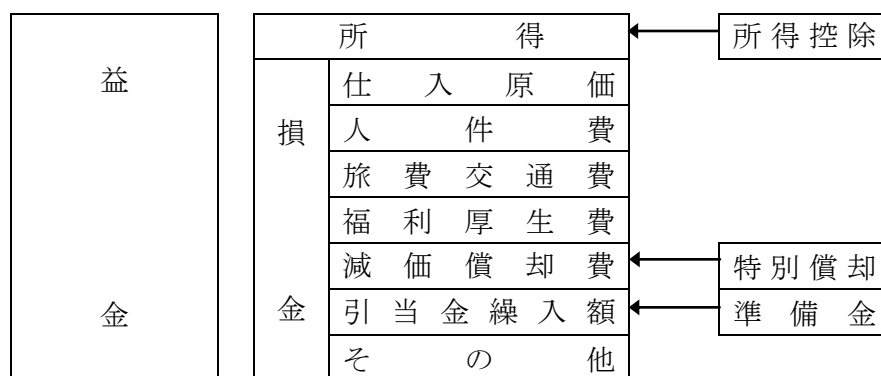 益金
所得
所得控除
損金
仕入原価
人件費
旅費交通費
福利厚生費
減価償却費
特別償却
引当金繰入額
準備金
その他